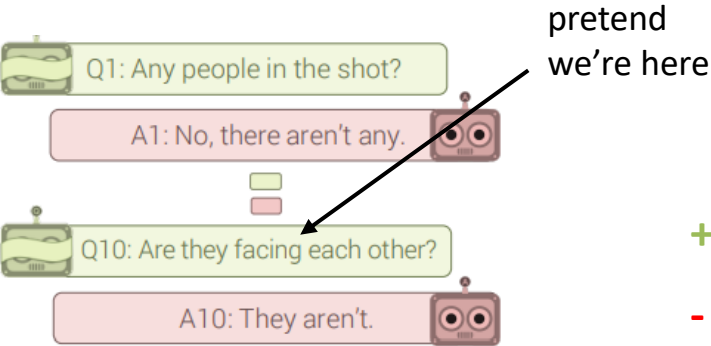 pretend
we're here
Q1: Any people in the shot?
A1: No, there aren't any.
Q10: Are they facing each other?
A10: They aren't.
+
-